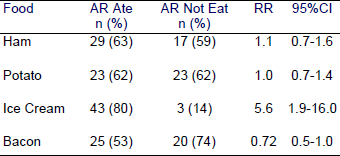 Food AR Ate AR Not Eat RR 95%CI
n (%) n (%)
Ham 29 (63) 17 (59) 1.1 0.7-1.6
Potato 23 (62) 23 (62) 1.0 0.7-1.4
Ice Cream 43 (80) 3 (14) 5.6 1.9-16.0
Bacon 25 (53) 20 (74) 0.72 0.5-1.0